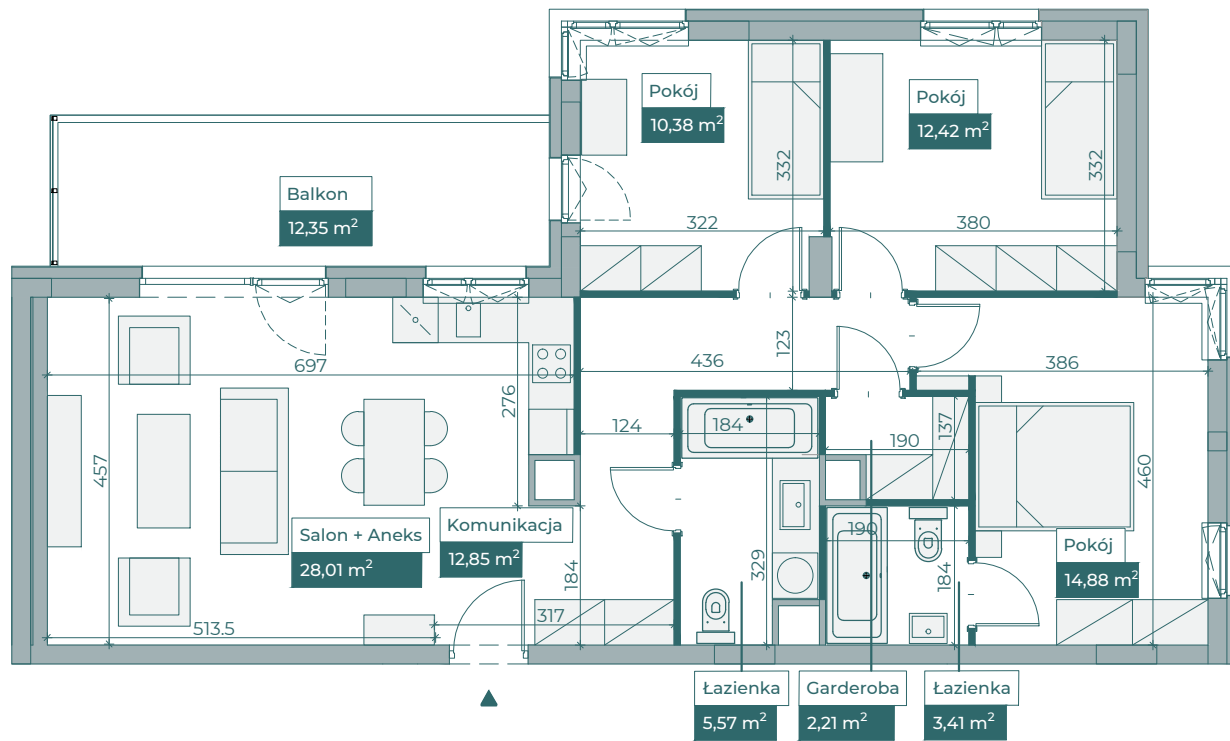 Pokój
10,38 m²
Pokój
12,42 m²
332
332
Balkon
12,35 m²
322
380
697
436
123
386
276
124
184
190
137
457
460
Salon + Aneks
28,01 m²
Komunikacja
12,85 m²
190
Pokój
14,88 m²
184
329
184
513.5
317
Łazienka
5,57 m²
Garderoba
2,21 m²
Łazienka
3,41 m²